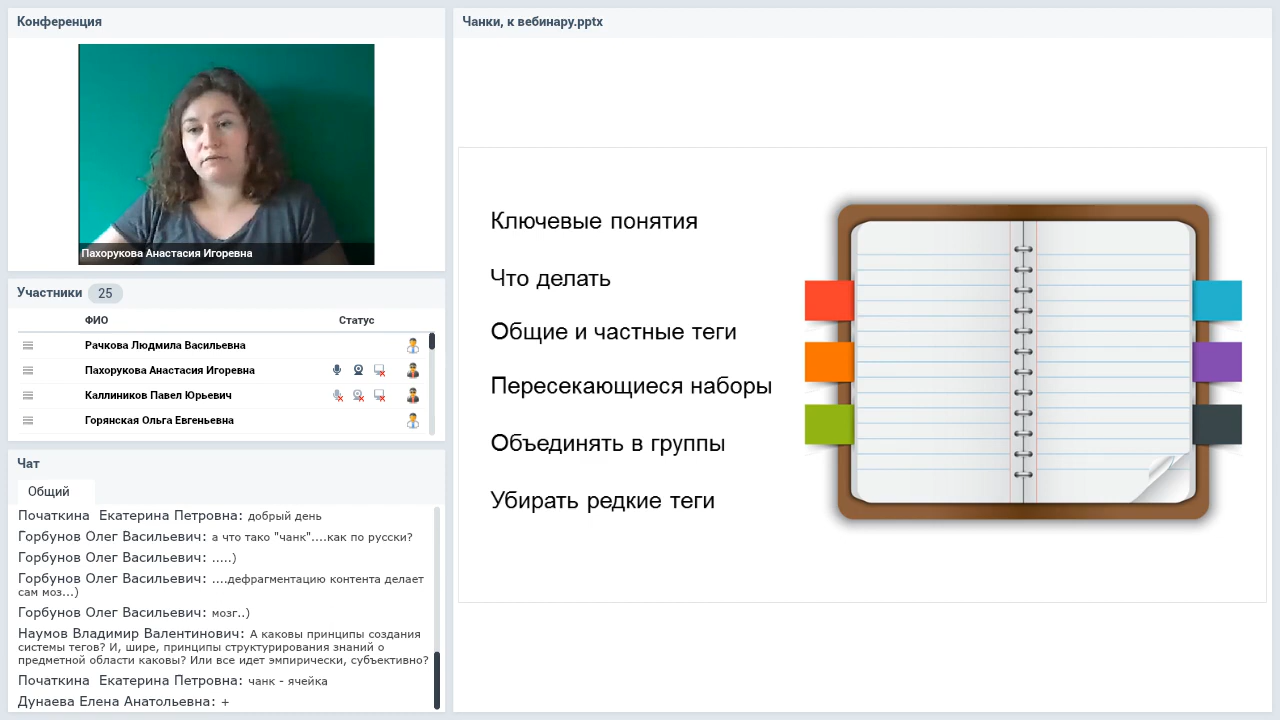 Конференция
Пахорукова Анастасия Игоревна
Участники 25
ФИО Статус
Рачкова Людмила Васильевна
Пахорукова Анастасия Игоревна
Каллиников Павел Юрьевич
Горянская Ольга Евгеньевна
Чат
Общий
Початкина Екатерина Петровна: добрый день
Горбунов Олег Васильевич: а что тако "чанк"....как по русски?
Горбунов Олег Васильевич: .....)
Горбунов Олег Васильевич: ....дефрагментацию контента делает
сам моз...)
Горбунов Олег Васильевич: мозг..)
Наумов Владимир Валентинович: А каковы принципы создания
системы тегов? И, шире, принципы структурирования знаний о
предметной области каковы? Или все идет эмпирически, субъективно?
Початкина Екатерина Петровна: чанк - ячейка
Дунаева Елена Анатольевна: +
Чанки, к вебинару.pptx
Ключевые понятия
Что делать
Общие и частные теги
Пересекающиеся наборы
Объединять в группы
Убирать редкие теги